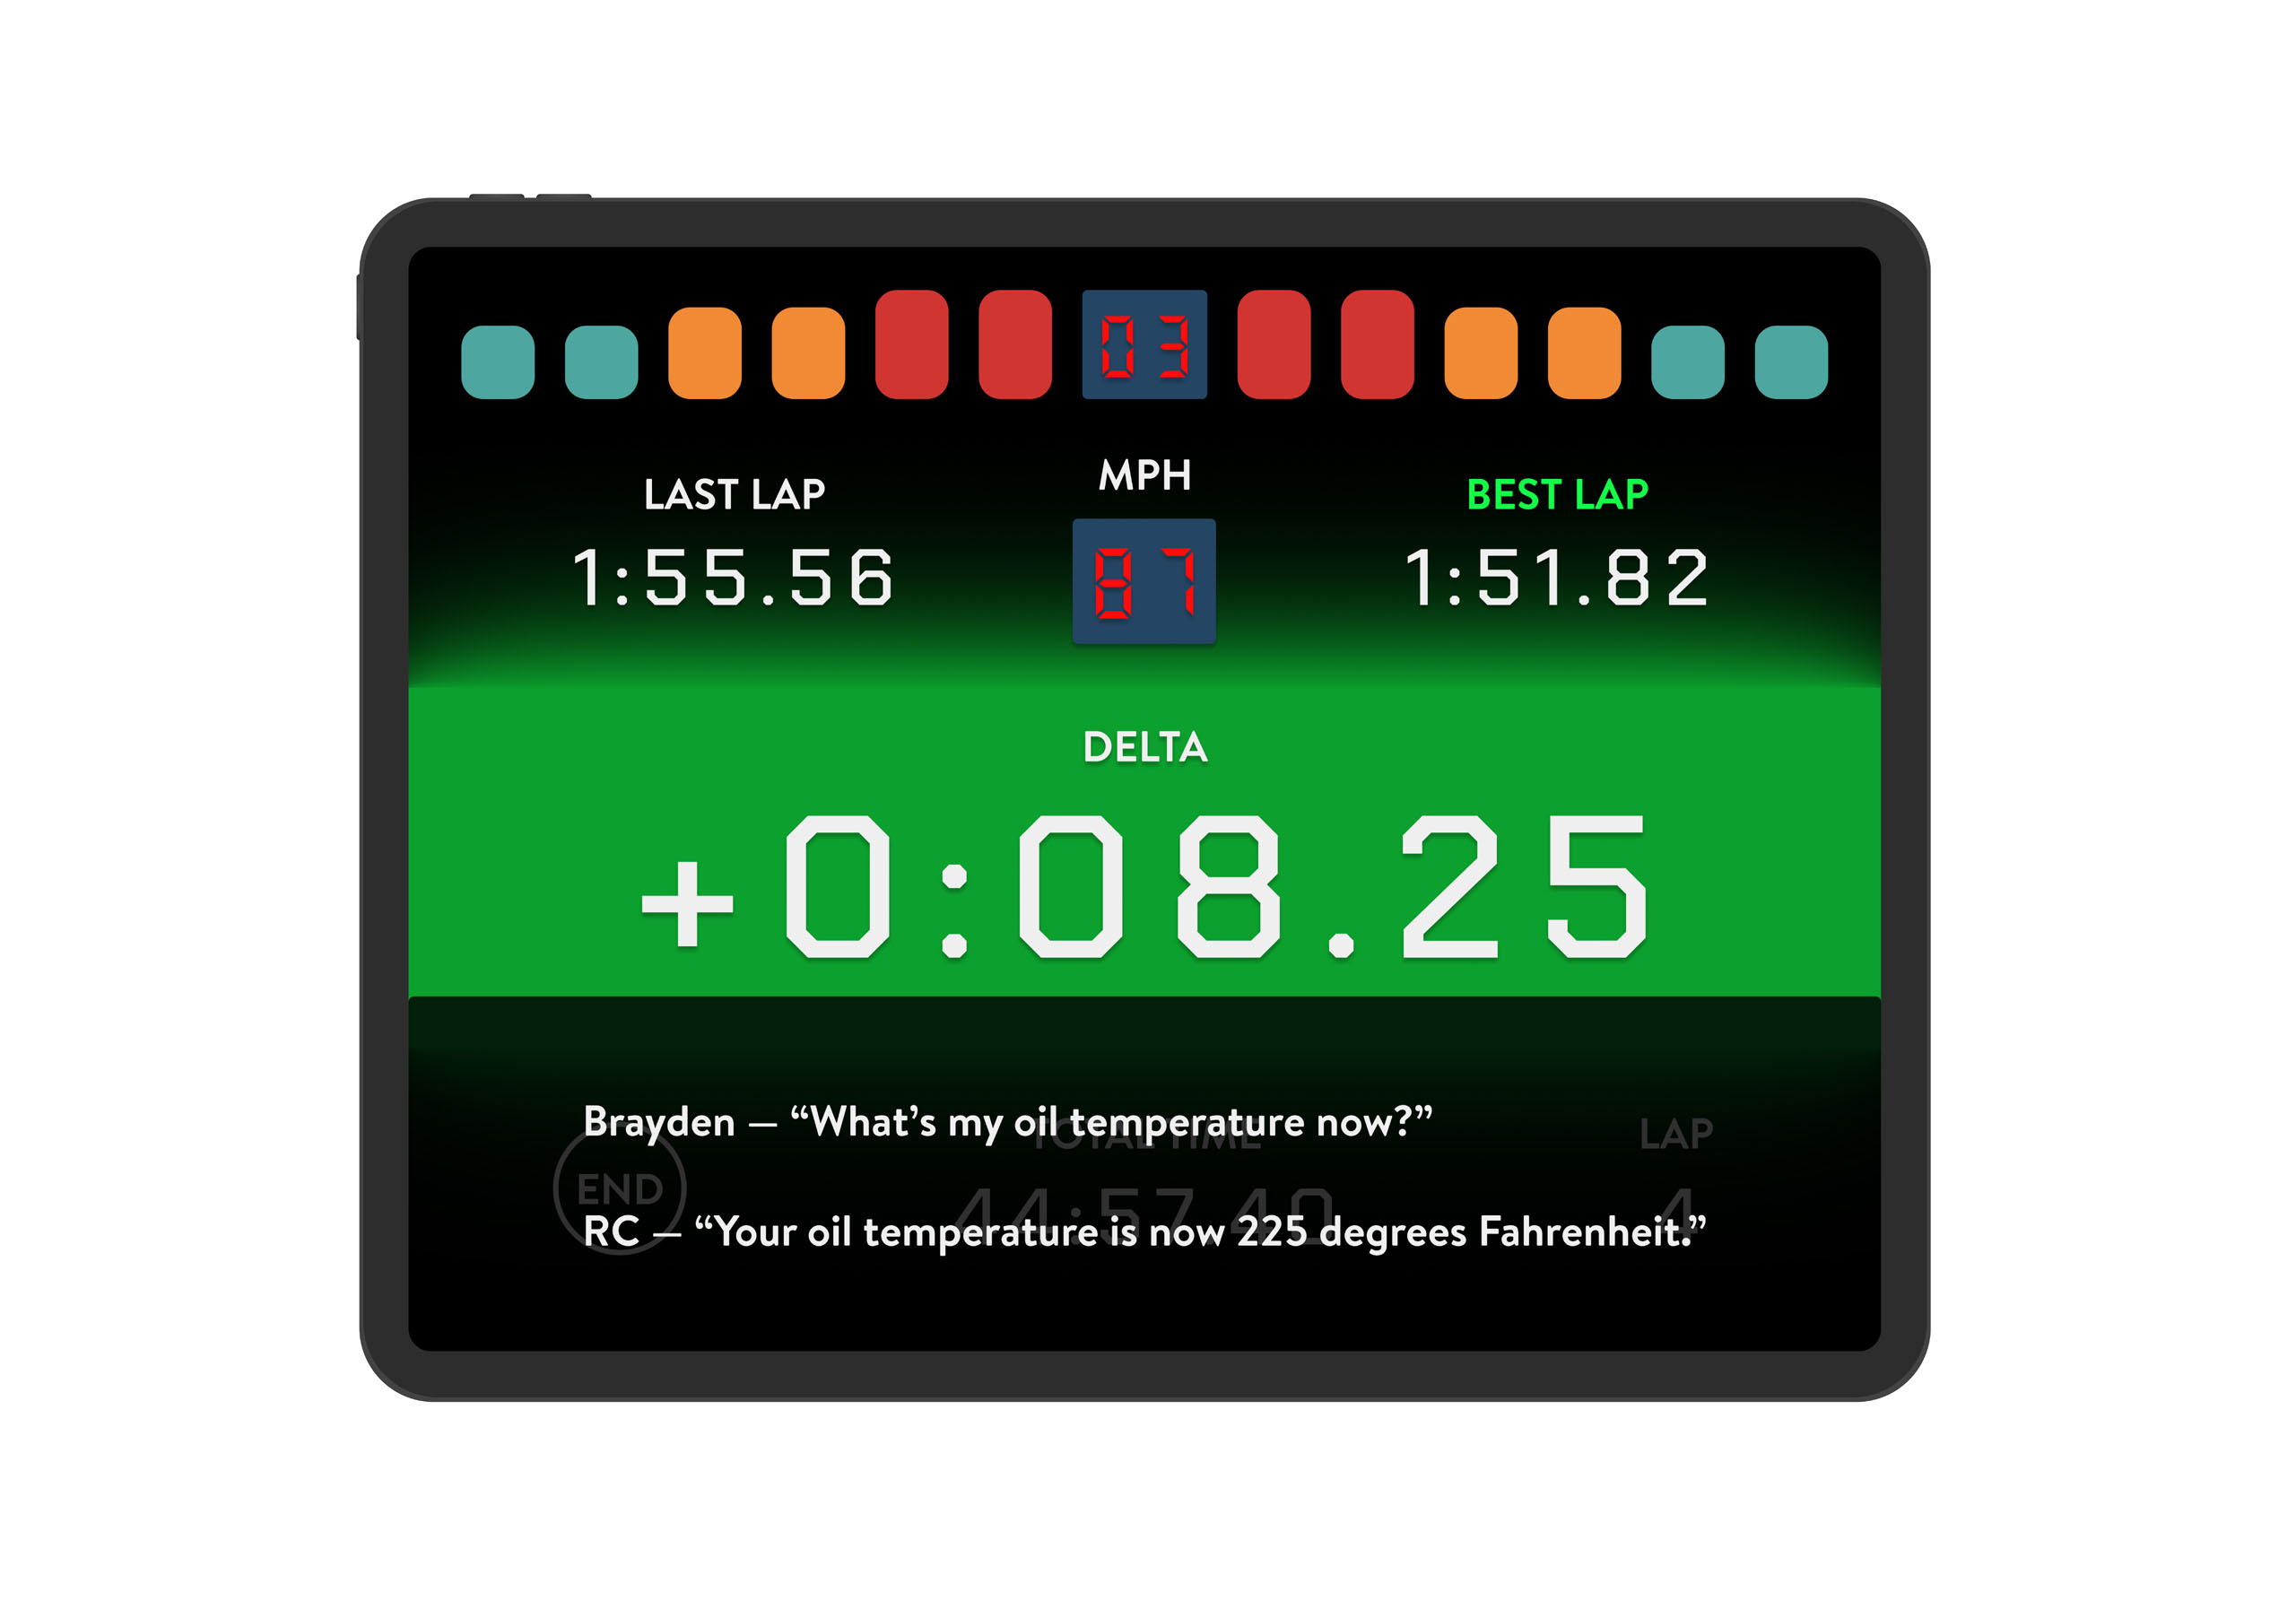 03
MPH
LAST LAP
BEST LAP
1:55.56
87
1:51.82
DELTA
+0:08.25
Brayden — “What’s my oil temperature now?”
TOTAL TIME
LAP
END
44:57.40
4
RC — “Your oil temperature is now 225 degrees Fahrenheit.”